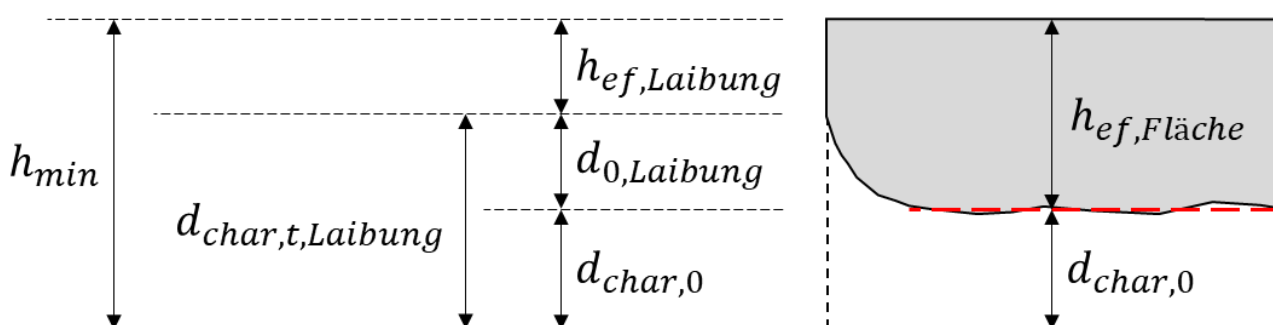 h_{min}
d_{char,t,Laibung}
h_{ef,Laibung}
d_{0,Laibung}
d_{char,0}
h_{ef,Fläche}
d_{char,0}